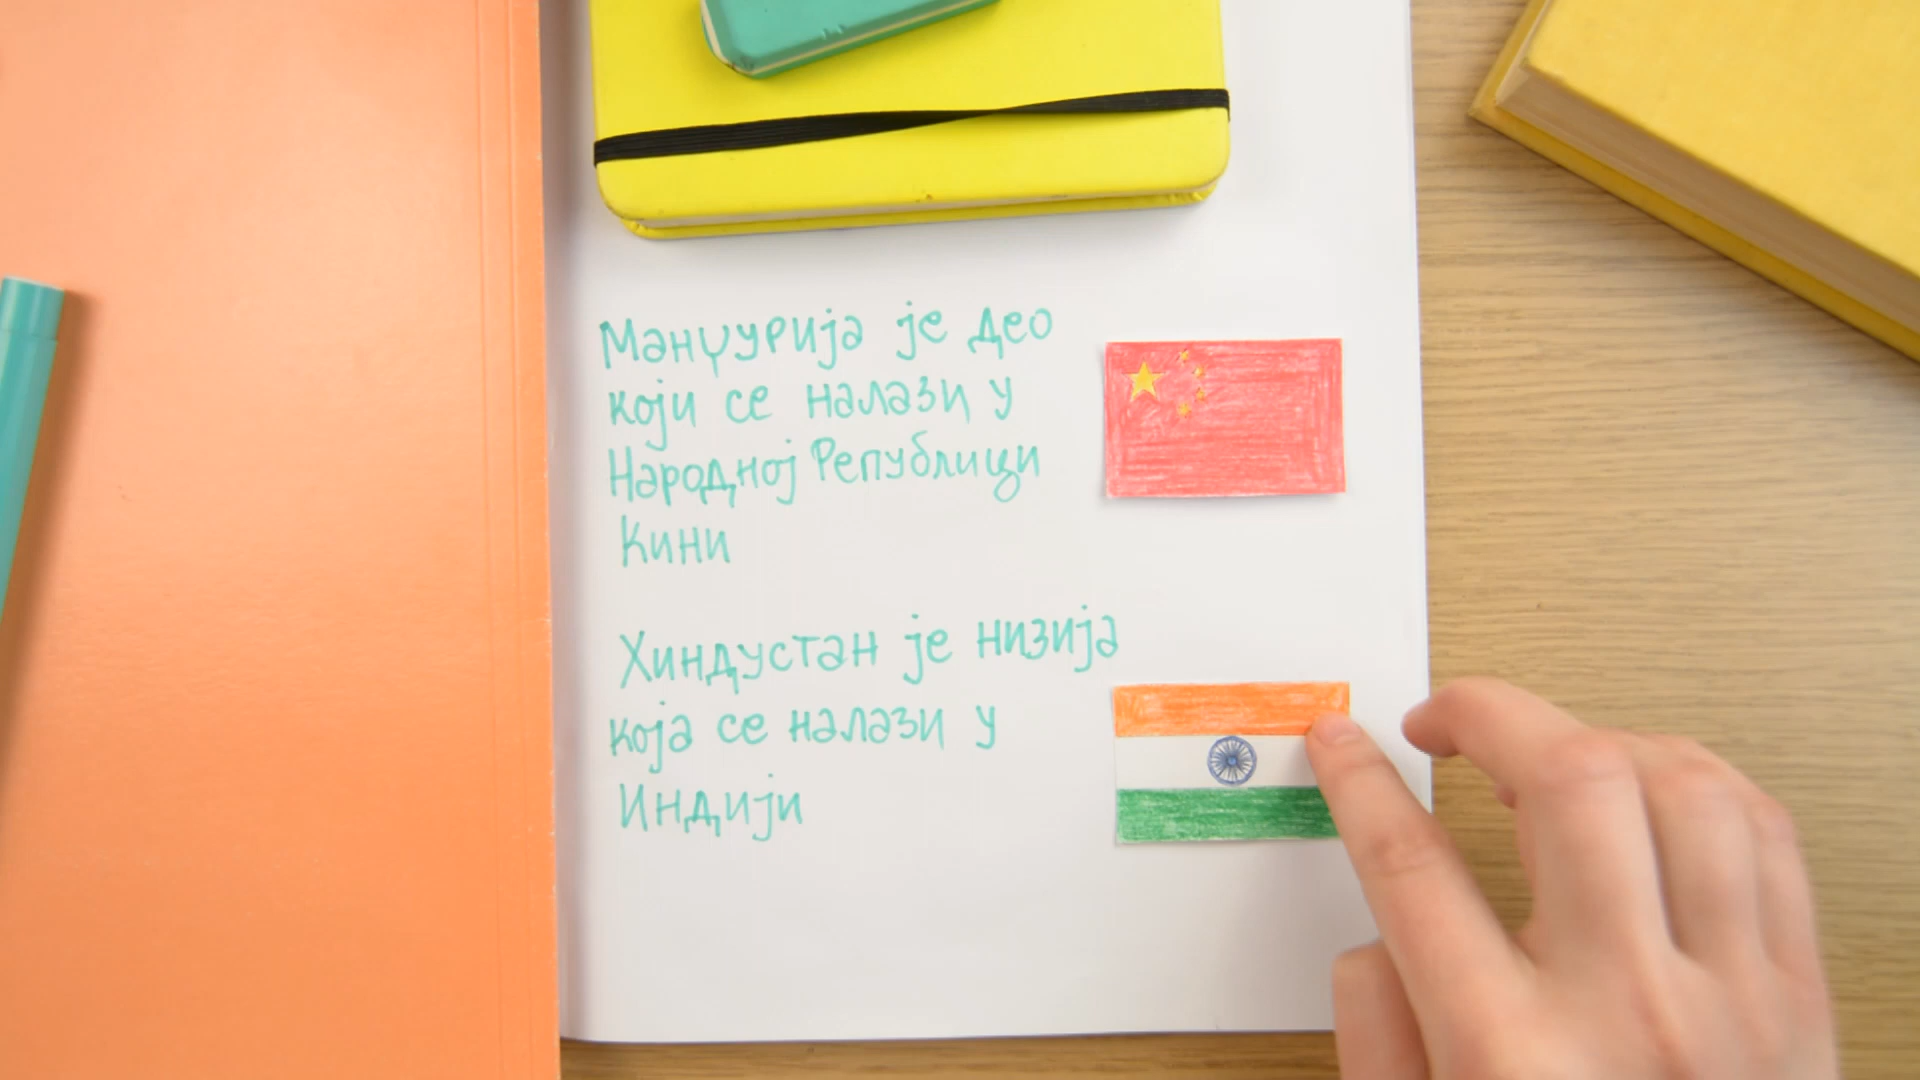 Манџурија је део
који се налази у
Народној Републици
Кини
Хиндустан је низија
која се налази у
Индији